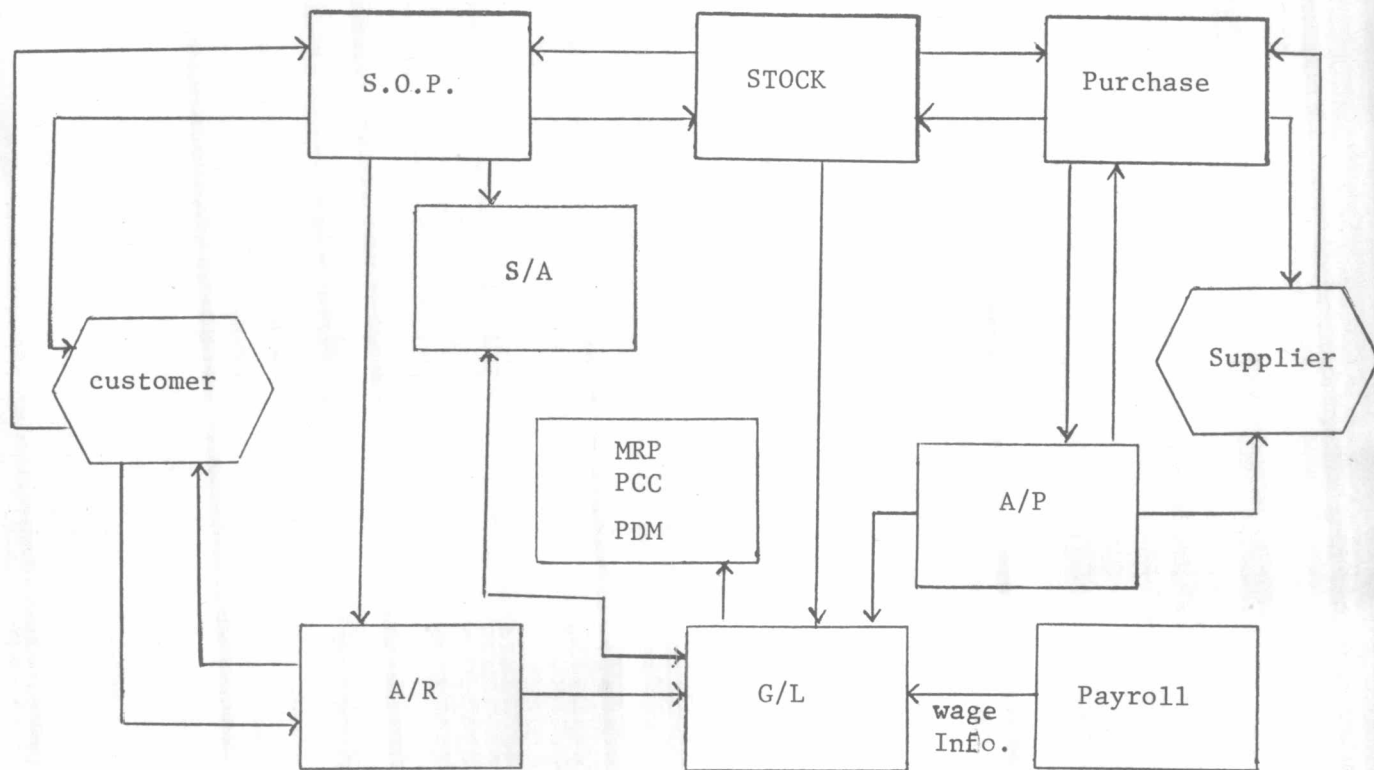 S.O.P.
STOCK
Purchase
S/A
customer
Supplier
MRP
PCC
PDM
A/P
A/R
G/L
wage
Info.
Payroll